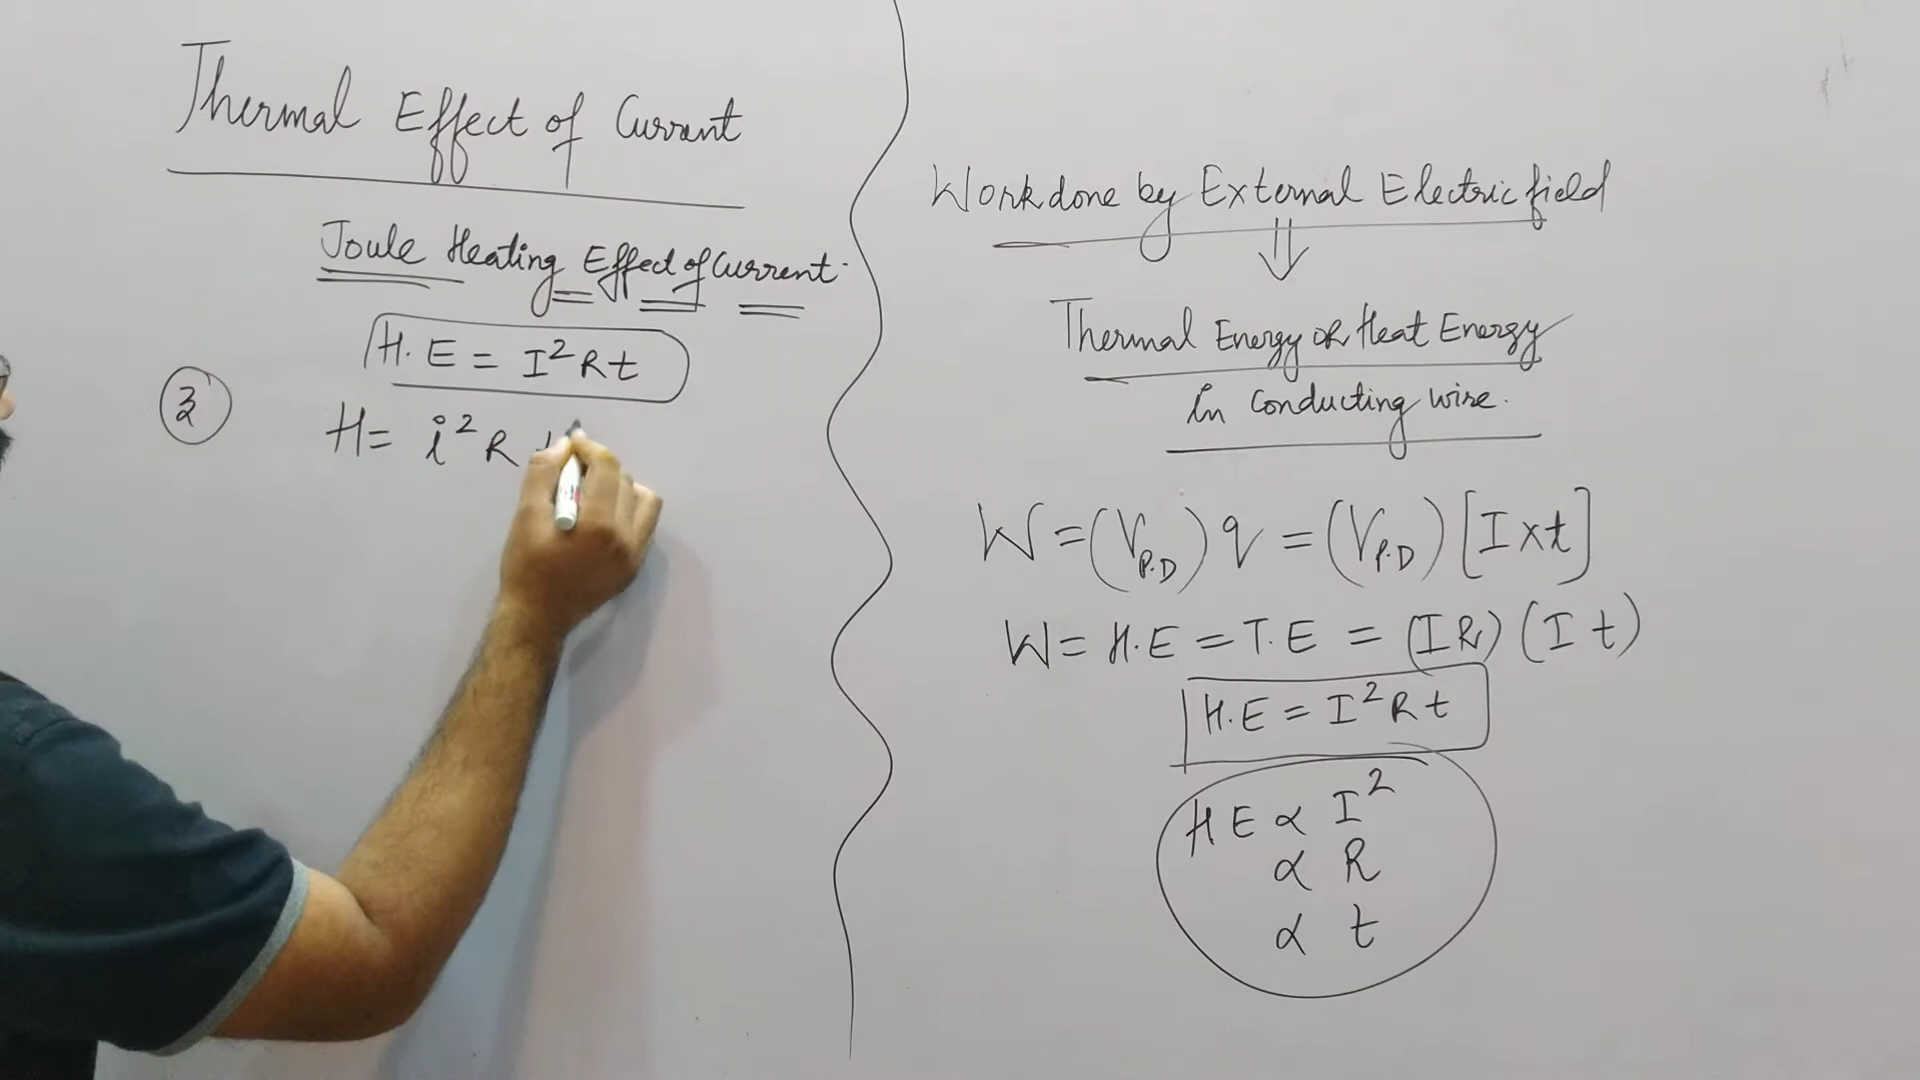 Thermal Effect of Current
Joule Heating Effect of Current.
H.E = I²Rt
H = i²R
Work done by External Electric field
⇓
Thermal Energy OR Heat Energy
In Conducting wire.
W = (V_P.D) q = (V_P.D) [I × t]
W = H.E = T.E = (IR) (I t)
H.E = I²Rt
H E ∝ I²
∝ R
∝ t